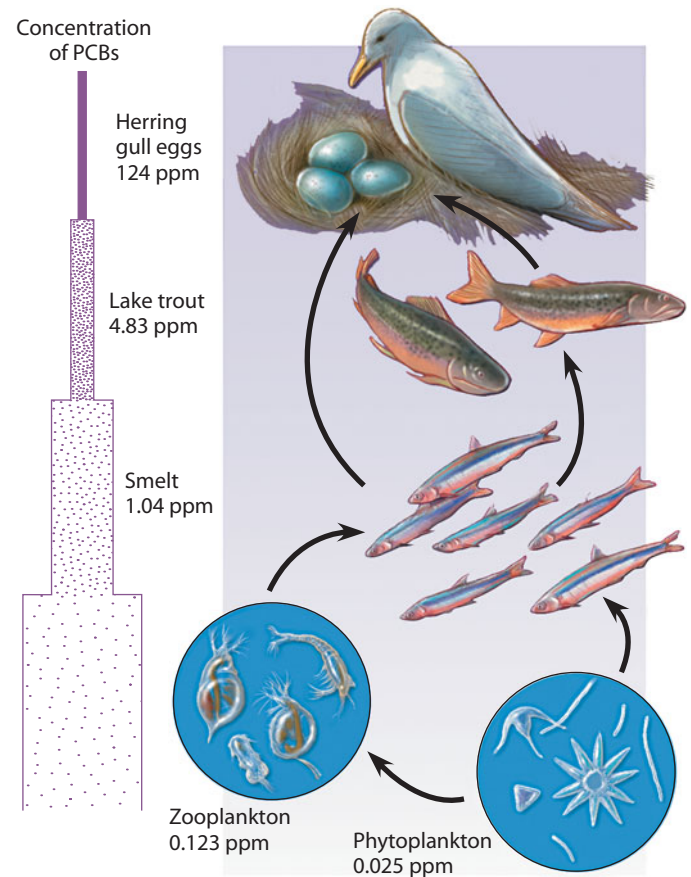 Concentration
of PCBs
Herring
gull eggs
124 ppm
Lake trout
4.83 ppm
Smelt
1.04 ppm
Zooplankton
0.123 ppm
Phytoplankton
0.025 ppm